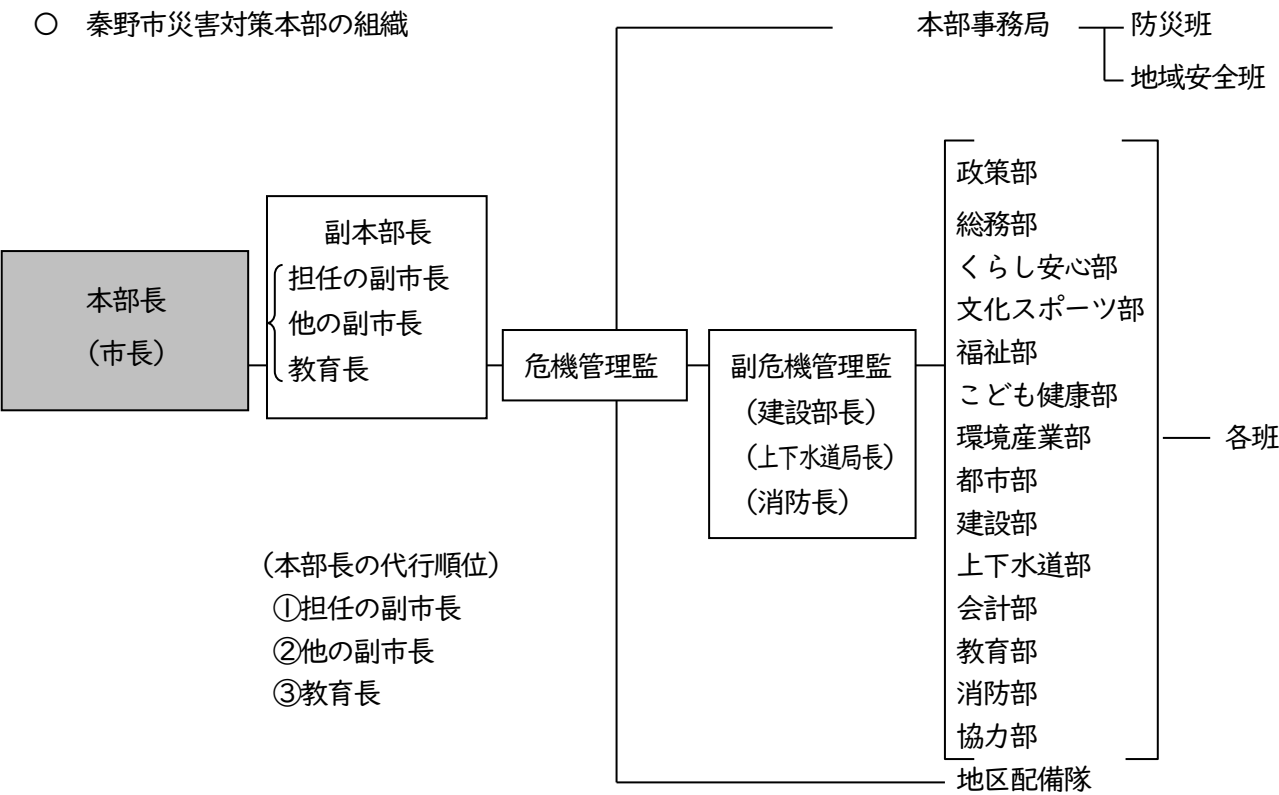 ○ 秦野市災害対策本部の組織
本部事務局
防災班
地域安全班
本部長
(市長)
副本部長
担任の副市長
他の副市長
教育長
危機管理監
副危機管理監
(建設部長)
(上下水道局長)
(消防長)
政策部
総務部
くらし安心部
文化スポーツ部
福祉部
こども健康部
環境産業部
都市部
建設部
上下水道部
会計部
教育部
消防部
協力部
各班
地区配備隊
(本部長の代行順位)
①担任の副市長
②他の副市長
③教育長